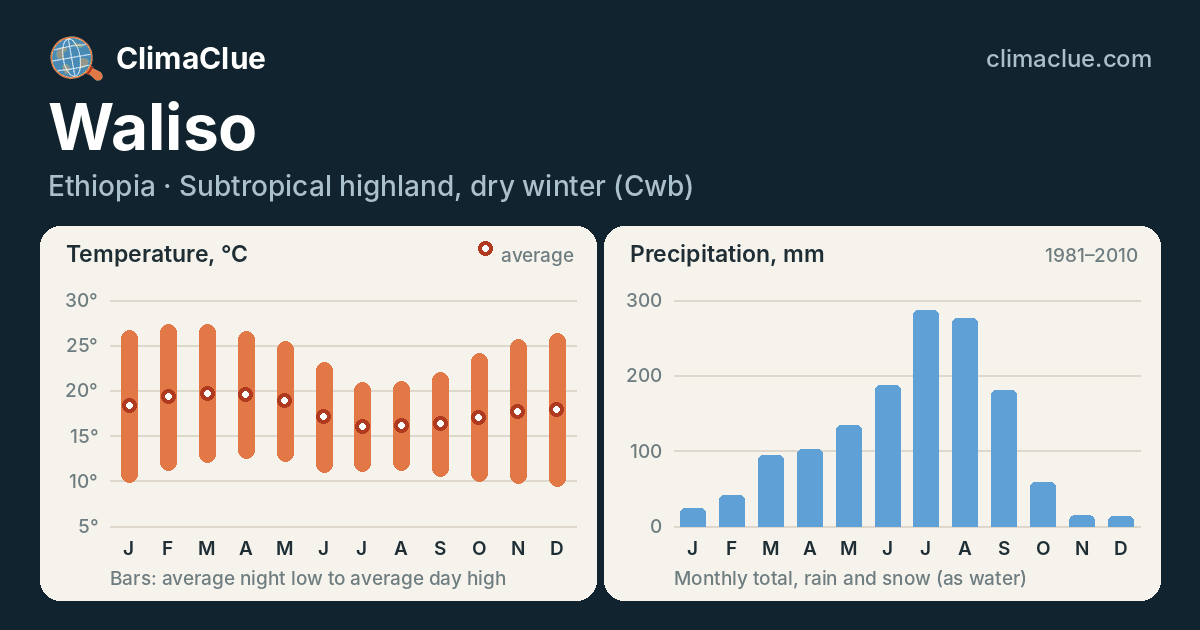 ClimaClue
climaclue.com
Waliso
Ethiopia · Subtropical highland, dry winter (Cwb)
Temperature, °C
average
30°
25°
20°
15°
10°
5°
J F M A M J J A S O N D
Bars: average night low to average day high
Precipitation, mm
1981–2010
300
200
100
0
J F M A M J J A S O N D
Monthly total, rain and snow (as water)